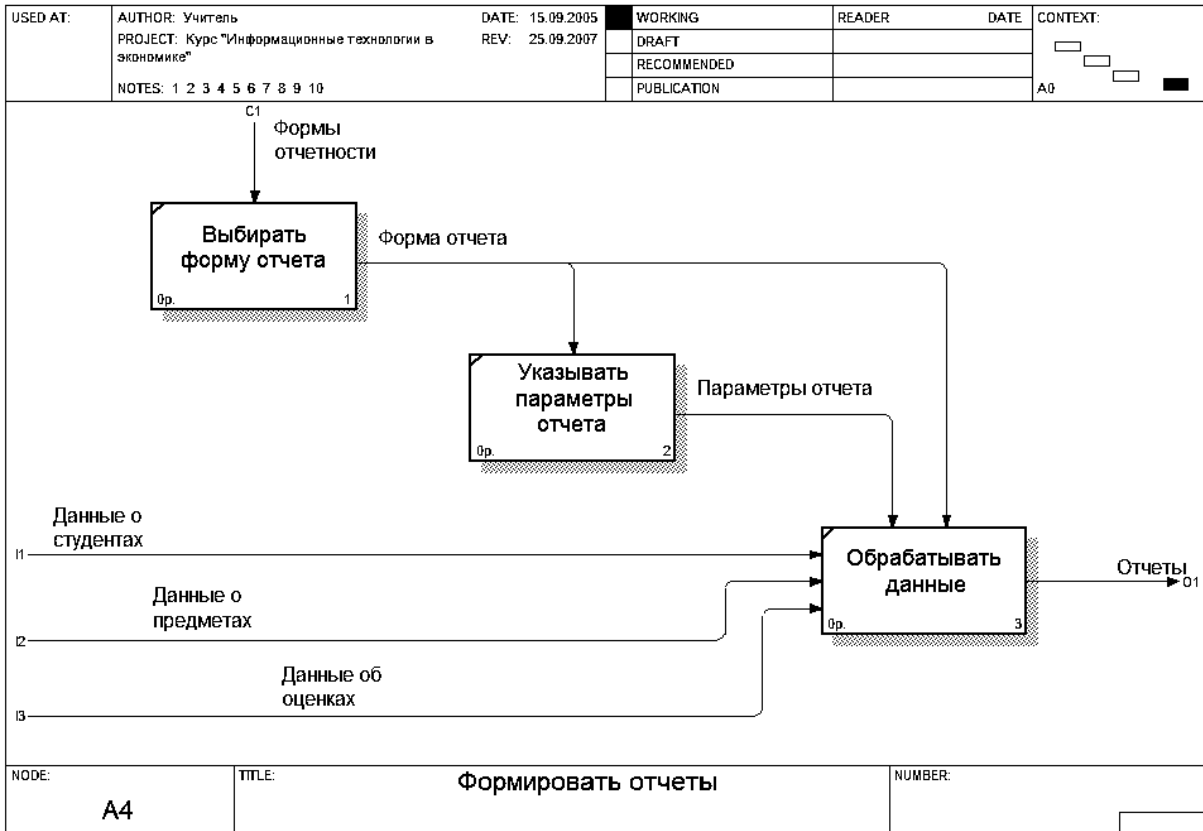 USED AT:
AUTHOR: Учитель
DATE: 15.09.2005
PROJECT: Курс "Информационные технологии в
экономике"
REV: 25.09.2007
NOTES: 1 2 3 4 5 6 7 8 9 10
WORKING
DRAFT
RECOMMENDED
PUBLICATION
READER
DATE
CONTEXT:
A0
C1
Формы
отчетности
Выбирать
форму отчета
0р.
1
Форма отчета
Указывать
параметры
отчета
0р.
2
Параметры отчета
Данные о
студентах
I1
Данные о
предметах
I2
Данные об
оценках
I3
Обрабатывать
данные
0р.
3
Отчеты
O1
NODE:
A4
TITLE:
Формировать отчеты
NUMBER: